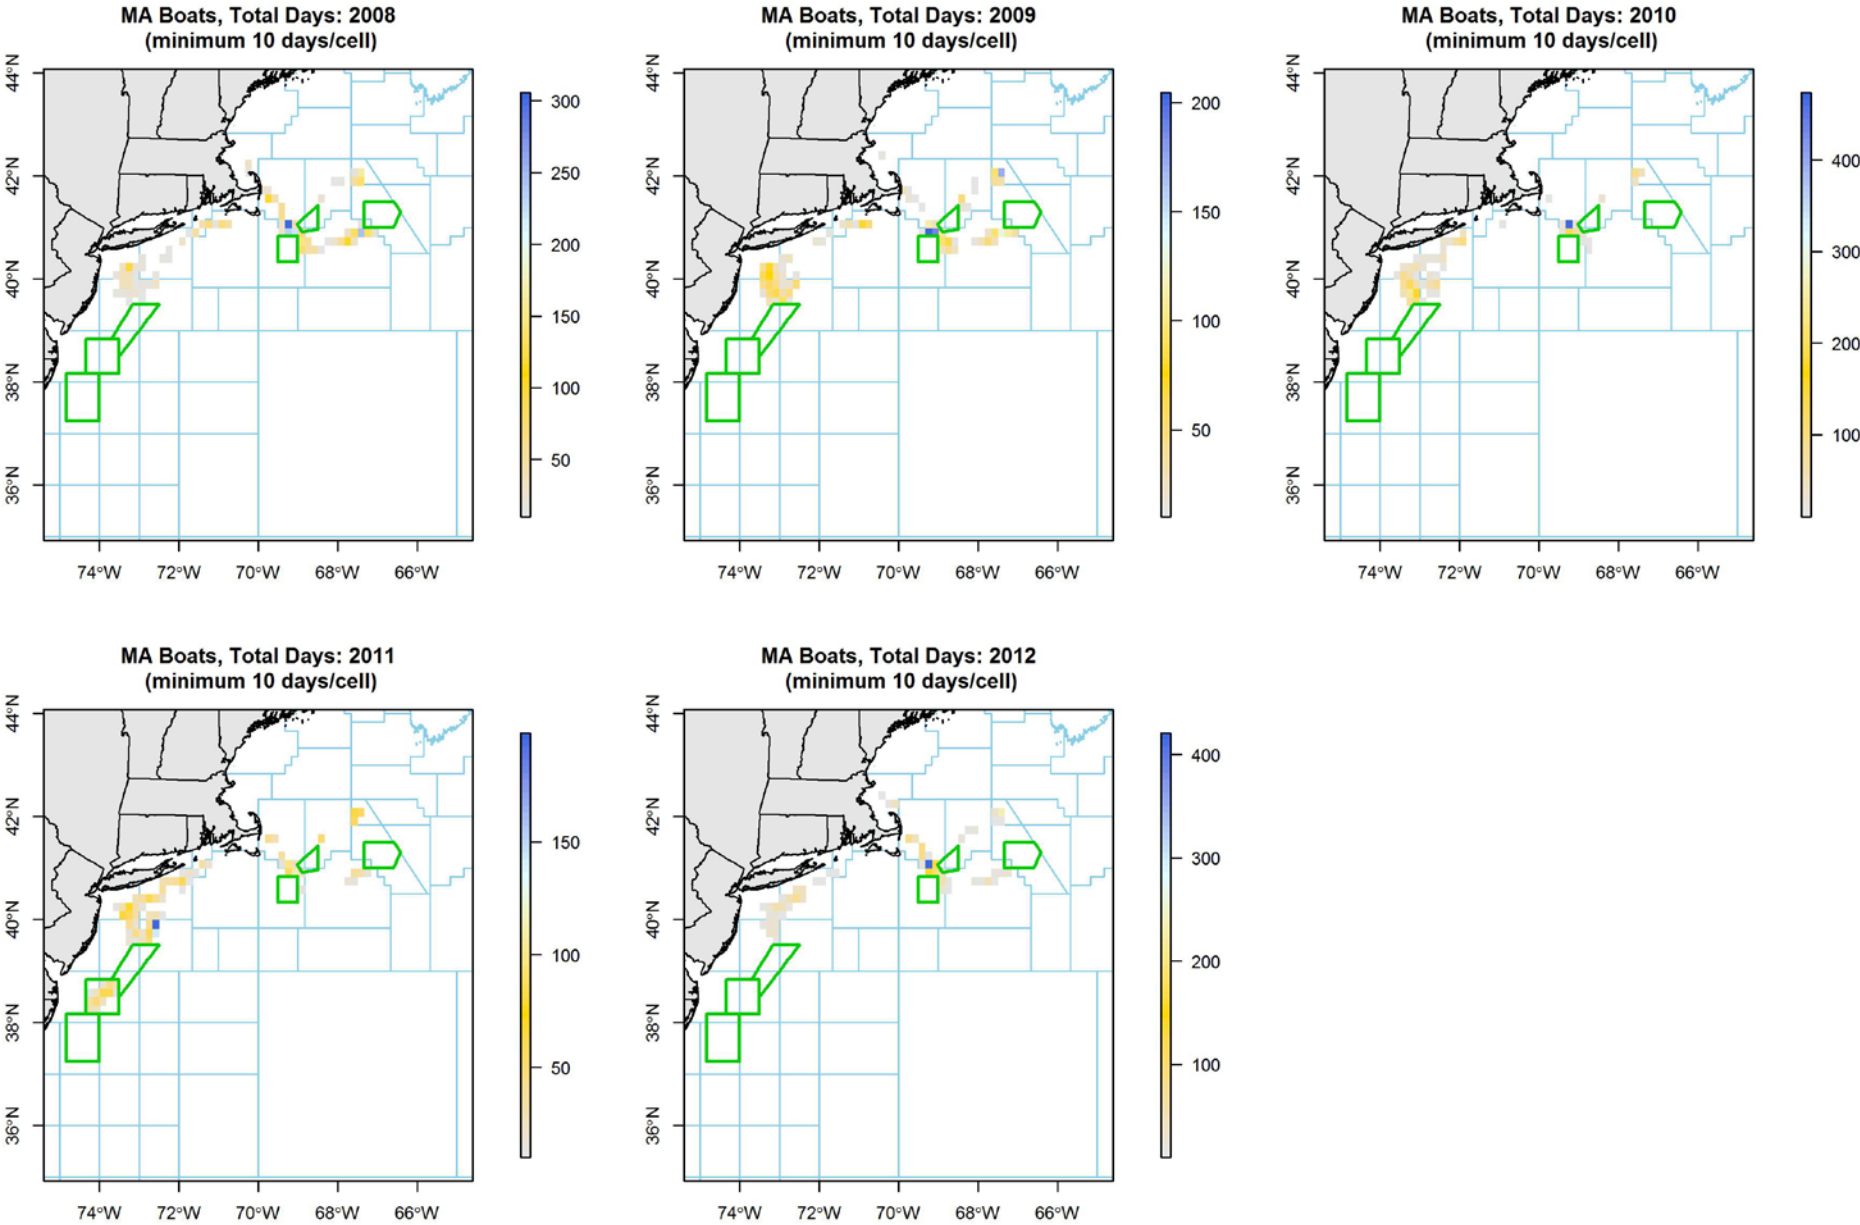 MA Boats, Total Days: 2008
(minimum 10 days/cell)
44°N
42°N
40°N
38°N
36°N
74°W 72°W 70°W 68°W 66°W
300
250
200
150
100
50
MA Boats, Total Days: 2009
(minimum 10 days/cell)
44°N
42°N
40°N
38°N
36°N
74°W 72°W 70°W 68°W 66°W
200
150
100
50
MA Boats, Total Days: 2010
(minimum 10 days/cell)
44°N
42°N
40°N
38°N
36°N
74°W 72°W 70°W 68°W 66°W
400
300
200
100
MA Boats, Total Days: 2011
(minimum 10 days/cell)
44°N
42°N
40°N
38°N
36°N
74°W 72°W 70°W 68°W 66°W
150
100
50
MA Boats, Total Days: 2012
(minimum 10 days/cell)
44°N
42°N
40°N
38°N
36°N
74°W 72°W 70°W 68°W 66°W
400
300
200
100